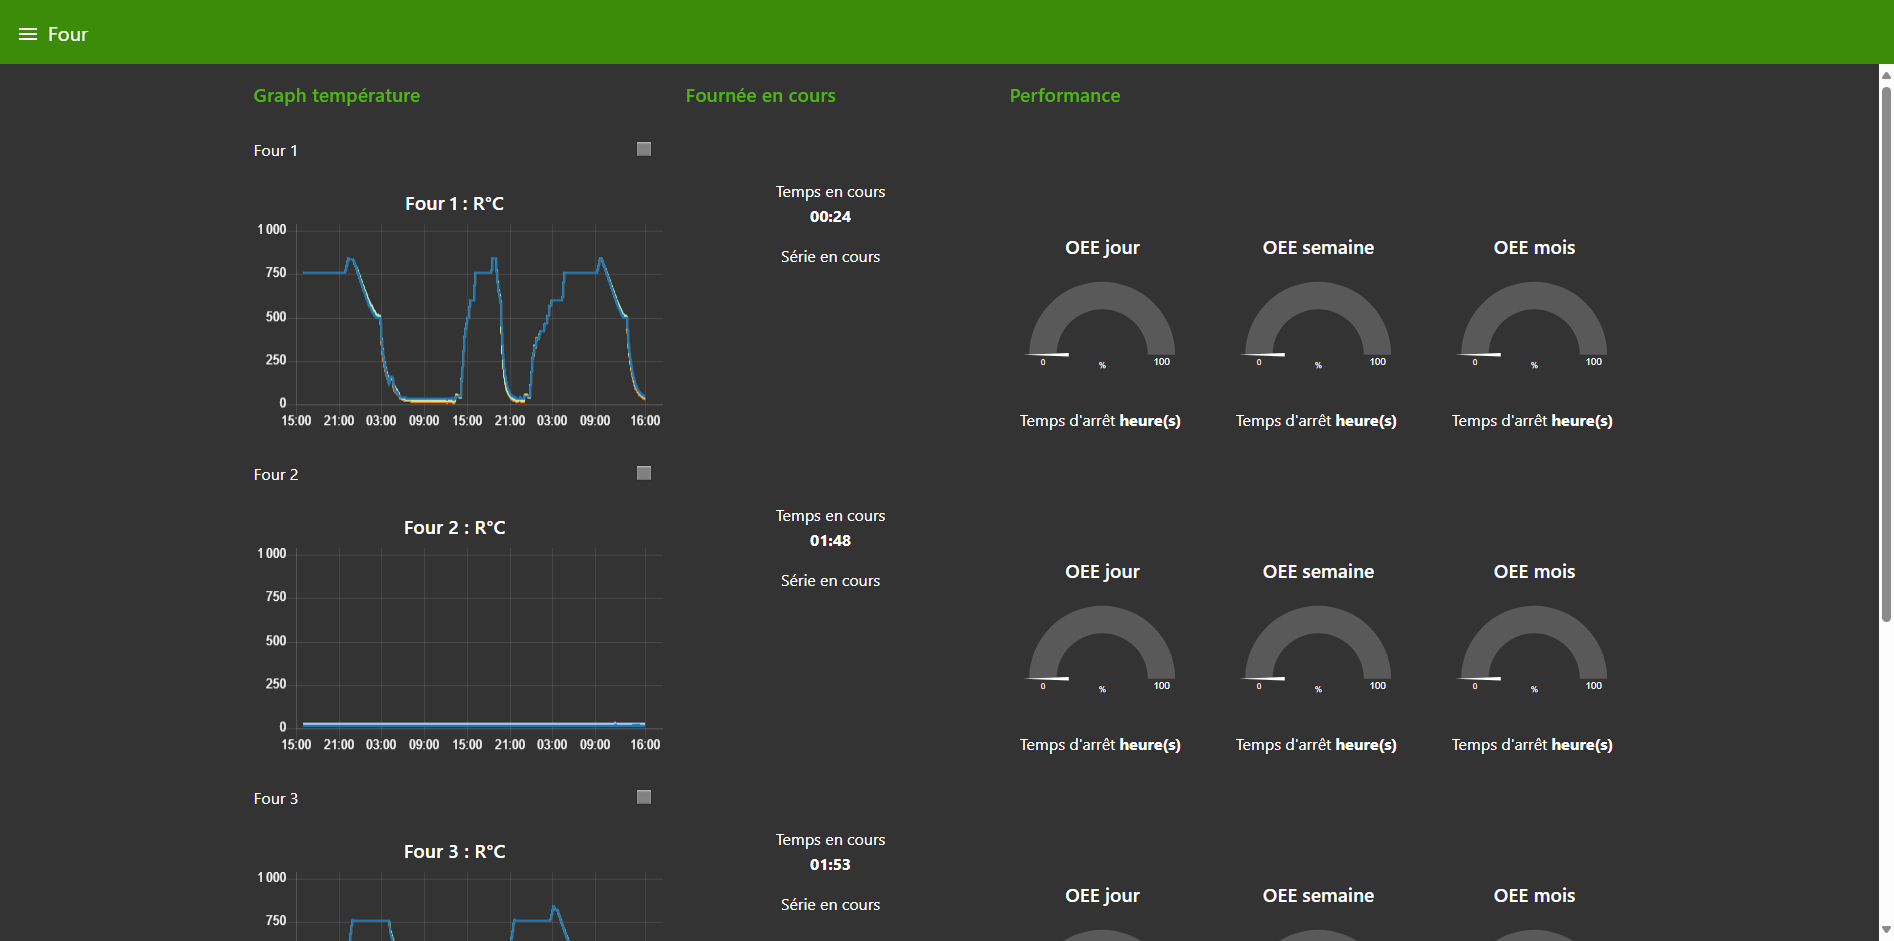 Four
Graph température
Fournée en cours
Performance
Four 1
Four 1 : R°C
1 000
750
500
250
0
15:00 21:00 03:00 09:00 15:00 21:00 03:00 09:00 16:00
Temps en cours
00:24
Série en cours
OEE jour
0 % 100
Temps d'arrêt heure(s)
OEE semaine
0 % 100
Temps d'arrêt heure(s)
OEE mois
0 % 100
Temps d'arrêt heure(s)
Four 2
Four 2 : R°C
1 000
750
500
250
0
15:00 21:00 03:00 09:00 15:00 21:00 03:00 09:00 16:00
Temps en cours
01:48
Série en cours
OEE jour
0 % 100
Temps d'arrêt heure(s)
OEE semaine
0 % 100
Temps d'arrêt heure(s)
OEE mois
0 % 100
Temps d'arrêt heure(s)
Four 3
Four 3 : R°C
1 000
750
Temps en cours
01:53
Série en cours
OEE jour
OEE semaine
OEE mois